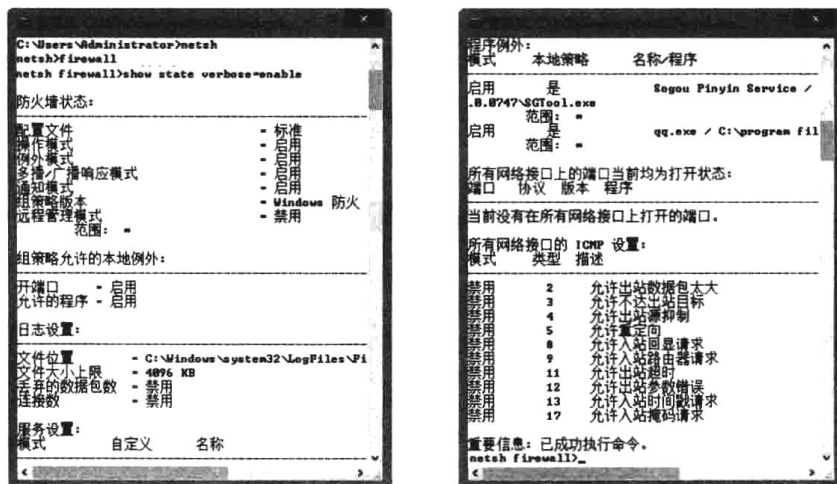 C:\Users\Administrator>netsh
netsh>firewall
netsh firewall>show state verbose=enable
防火墙状态:
配置文件 = 标准
操作模式 = 启用
例外模式 = 启用
多播/广播响应模式 = 启用
通知模式 = 启用
组策略版本 = Windows 防火
远程管理模式 = 禁用
范围: *
组策略允许的本地例外:
开端口 = 启用
允许的程序 = 启用
日志设置:
文件位置 = C:\Windows\system32\LogFiles\Fi
文件大小上限 = 4096 KB
丢弃的数据包数 = 禁用
连接数 = 禁用
服务设置:
模式 自定义 名称
程序例外:
模式 本地策略 名称/程序
启用 是 Sogou Pinyin Service /
.0.0747\SGTool.exe
范围: *
启用 是 qq.exe / C:\program fil
范围: *
所有网络接口上的端口当前均为打开状态:
端口 协议 版本 程序
当前没有在所有网络接口上打开的端口。
所有网络接口的 ICMP 设置:
模式 类型 描述
禁用 2 允许出站数据包太大
禁用 3 允许不达出站目标
禁用 4 允许出站源抑制
禁用 5 允许重定向
禁用 8 允许入站回显请求
禁用 9 允许入站路由器请求
禁用 11 允许出站超时
禁用 12 允许出站参数错误
禁用 13 允许入站时间戳请求
禁用 17 允许入站掩码请求
重要信息: 已成功执行命令。
netsh firewall>_